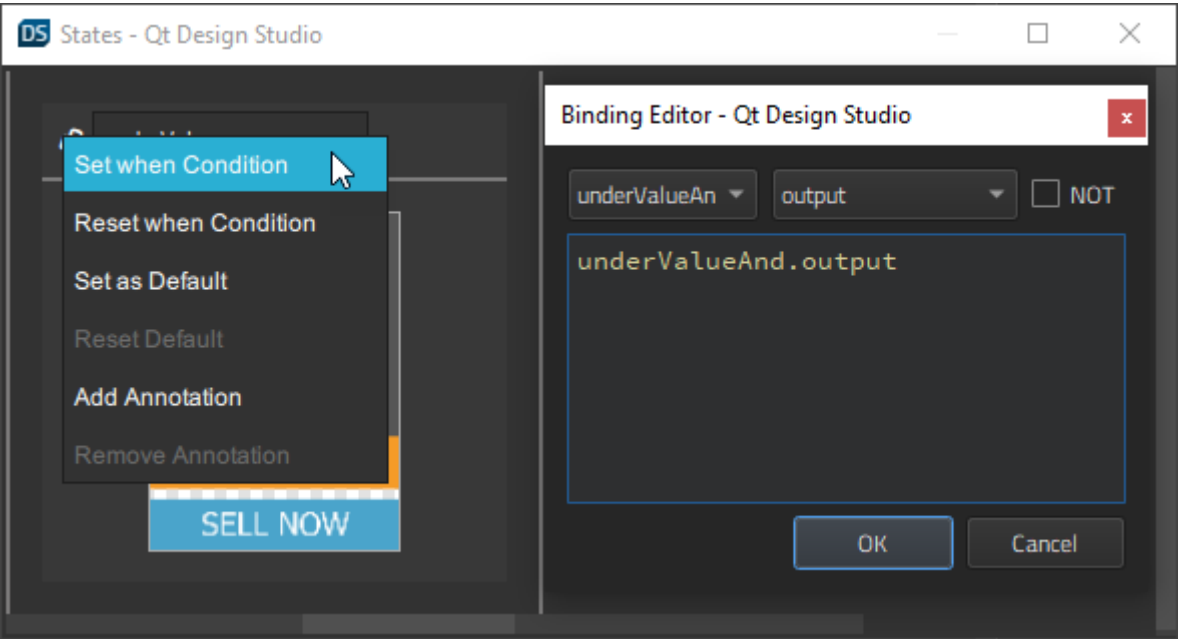 DS States - Qt Design Studio
Set when Condition
Reset when Condition
Set as Default
Reset Default
Add Annotation
Remove Annotation
SELL NOW
Binding Editor - Qt Design Studio
x
underValueAn
output
NOT
underValueAnd.output
OK
Cancel